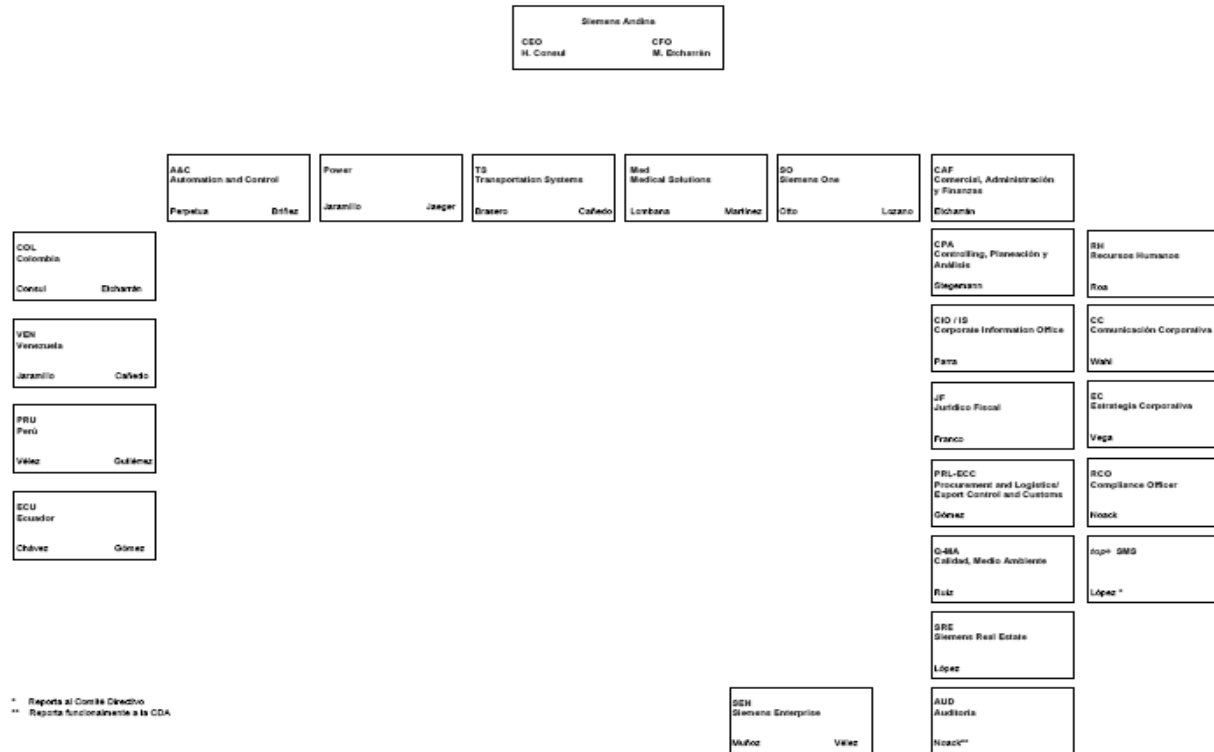 Siemens Andina
CEO CFO
H. Consul M. Etcharrán
A&C
Automation and Control
Perpetua Briñez
Power
Jaramillo Jaeger
TS
Transportation Systems
Brasero Cañedo
Med
Medical Solutions
Lombana Martínez
SO
Siemens One
Otto Lozano
CAF
Comercial, Administración
y Finanzas
Etcharrán
COL
Colombia
Consul Etcharrán
VEN
Venezuela
Jaramillo Cañedo
PRU
Perú
Vélez Gutiérrez
ECU
Ecuador
Chávez Gómez
CPA
Controlling, Planeación y
Análisis
Stegemann
CIO / IS
Corporate Information Office
Parra
JF
Jurídico Fiscal
Franco
PRL-ECC
Procurement and Logistics/
Export Control and Customs
Gómez
Q-MA
Calidad, Medio Ambiente
Ruiz
SRE
Siemens Real Estate
López
AUD
Auditoría
Noack**
RH
Recursos Humanos
Roa
CC
Comunicación Corporativa
Wahl
EC
Estrategia Corporativa
Vega
RCO
Compliance Officer
Noack
top+ SMS
López *
SEN
Siemens Enterprise
Muñoz Vélez
* Reporta al Comité Directivo
** Reporta funcionalmente a la CDA